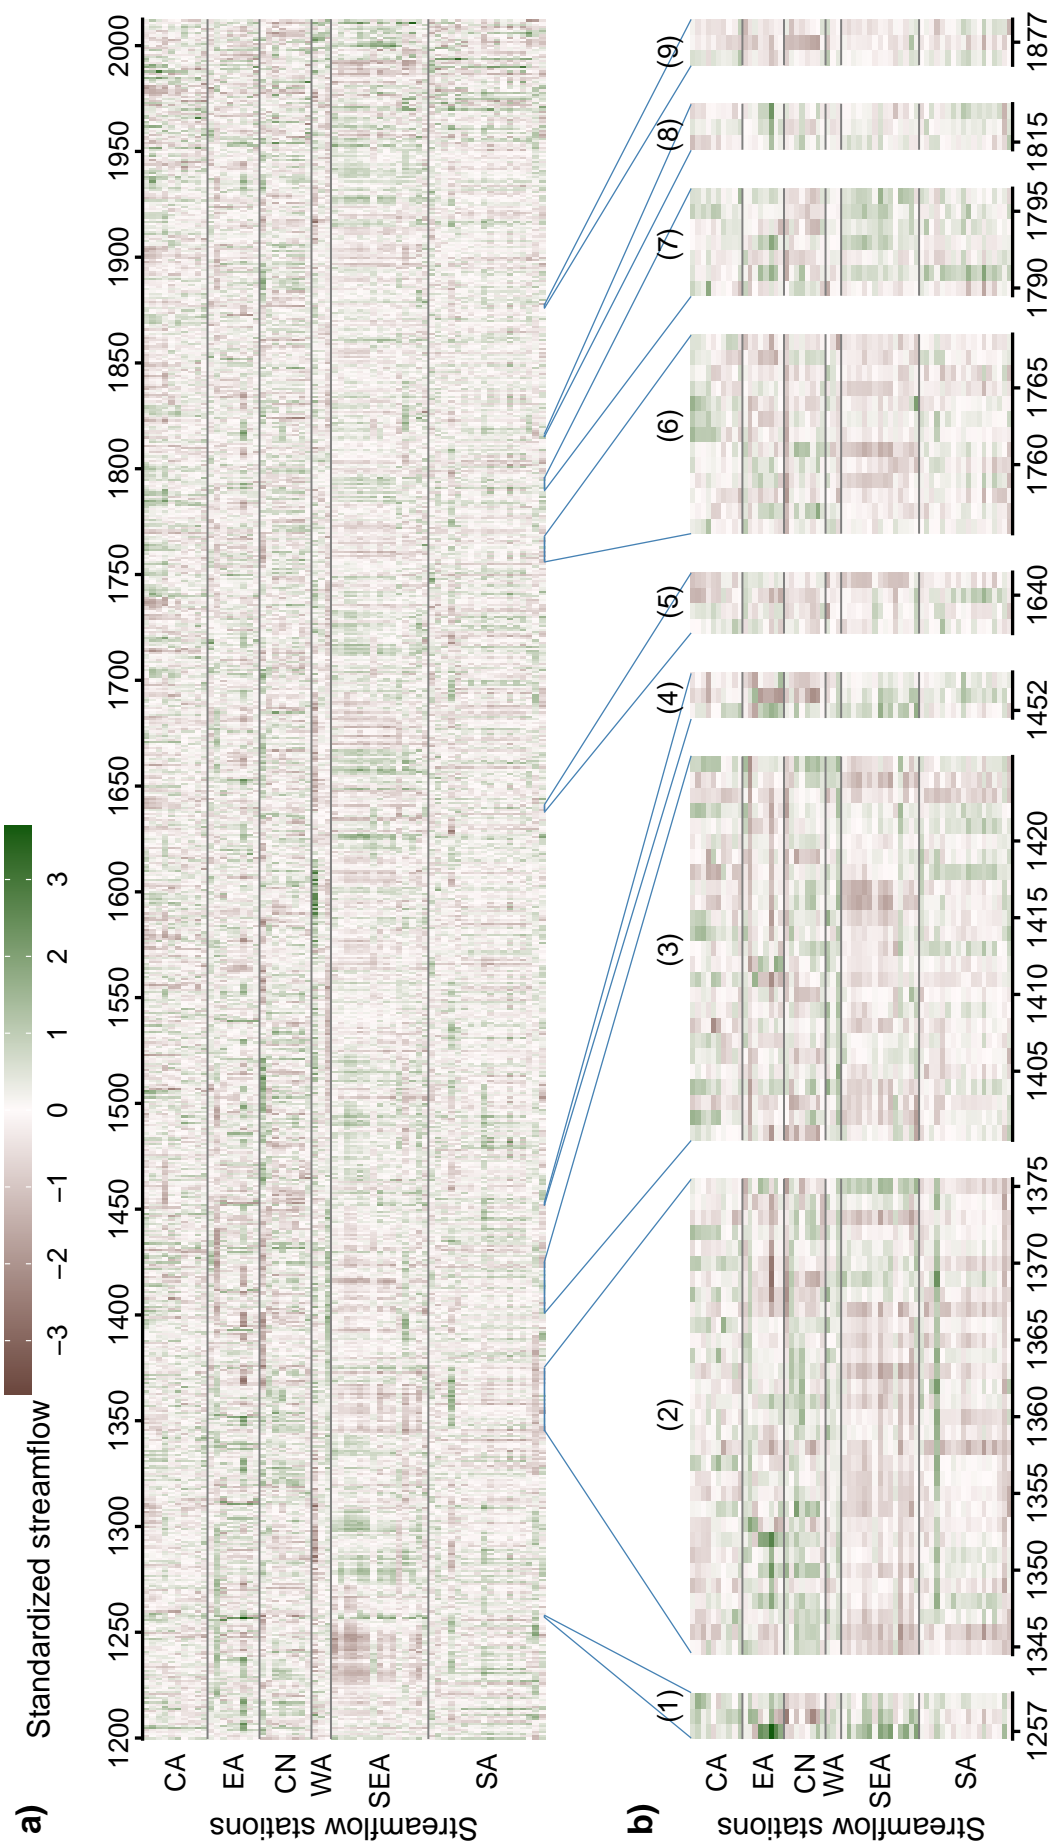 a)
Standardized streamflow
−3 −2 −1 0 1 2 3
1200 1250 1300 1350 1400 1450 1500 1550 1600 1650 1700 1750 1800 1850 1900 1950 2000
Streamflow stations
CA
EA
CN
WA
SEA
SA
b)
(1) (2) (3) (4) (5) (6) (7) (8) (9)
Streamflow stations
CA
EA
CN
WA
SEA
SA
1257 1345 1350 1355 1360 1365 1370 1375 1405 1410 1415 1420 1452 1640 1760 1765 1790 1795 1815 1877